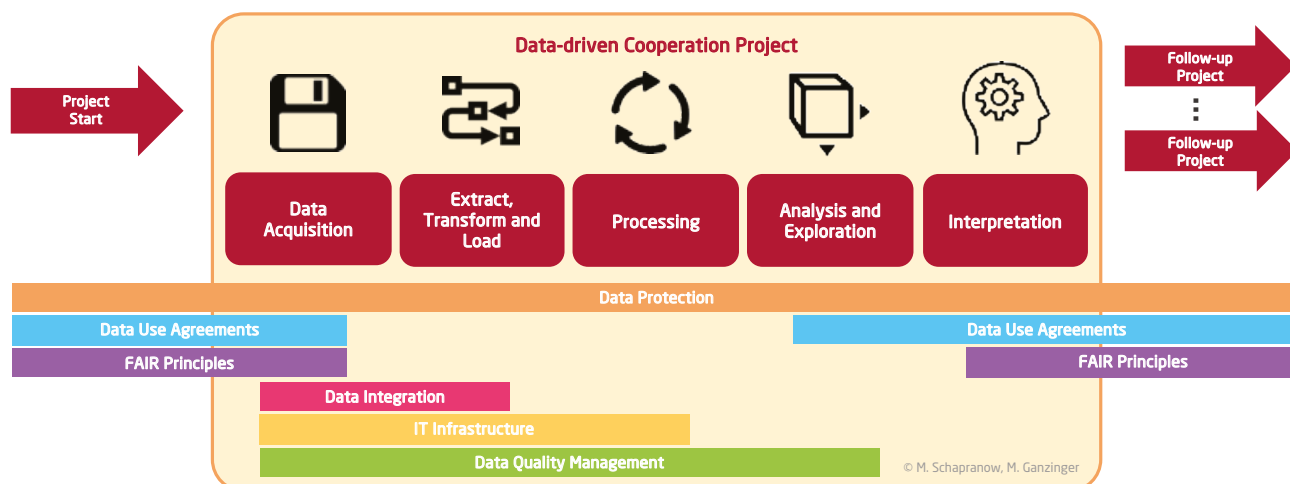 Data-driven Cooperation Project
Project
Start
Follow-up
Project
Follow-up
Project
Data
Acquisition
Extract,
Transform and
Load
Processing
Analysis and
Exploration
Interpretation
Data Protection
Data Use Agreements
Data Use Agreements
FAIR Principles
FAIR Principles
Data Integration
IT Infrastructure
Data Quality Management
© M. Schapranow, M. Ganzinger